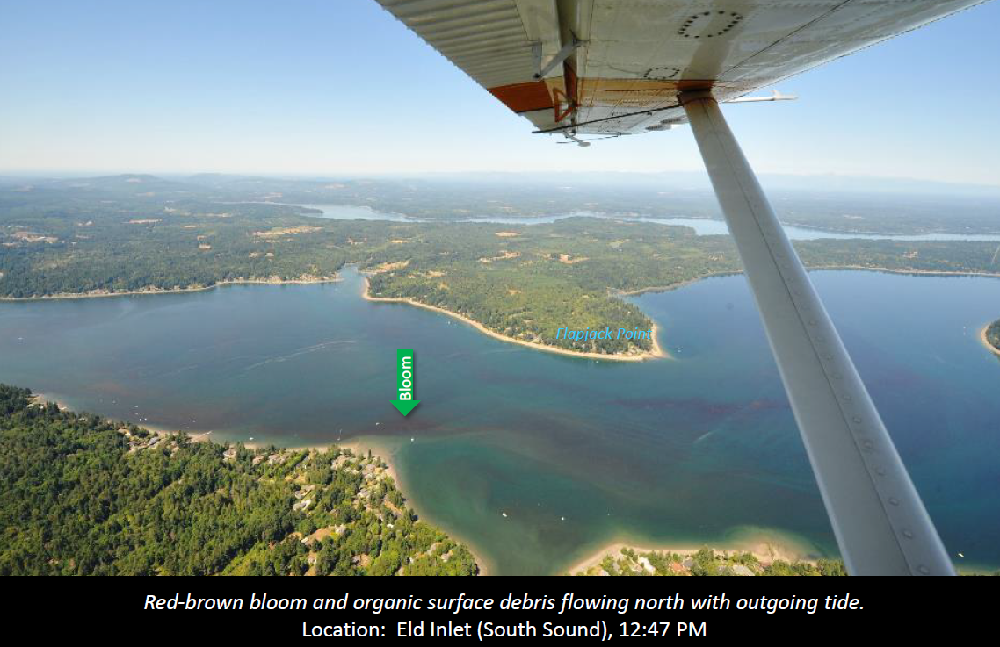 Flapjack Point
Bloom
Red-brown bloom and organic surface debris flowing north with outgoing tide.
Location:  Eld Inlet (South Sound), 12:47 PM